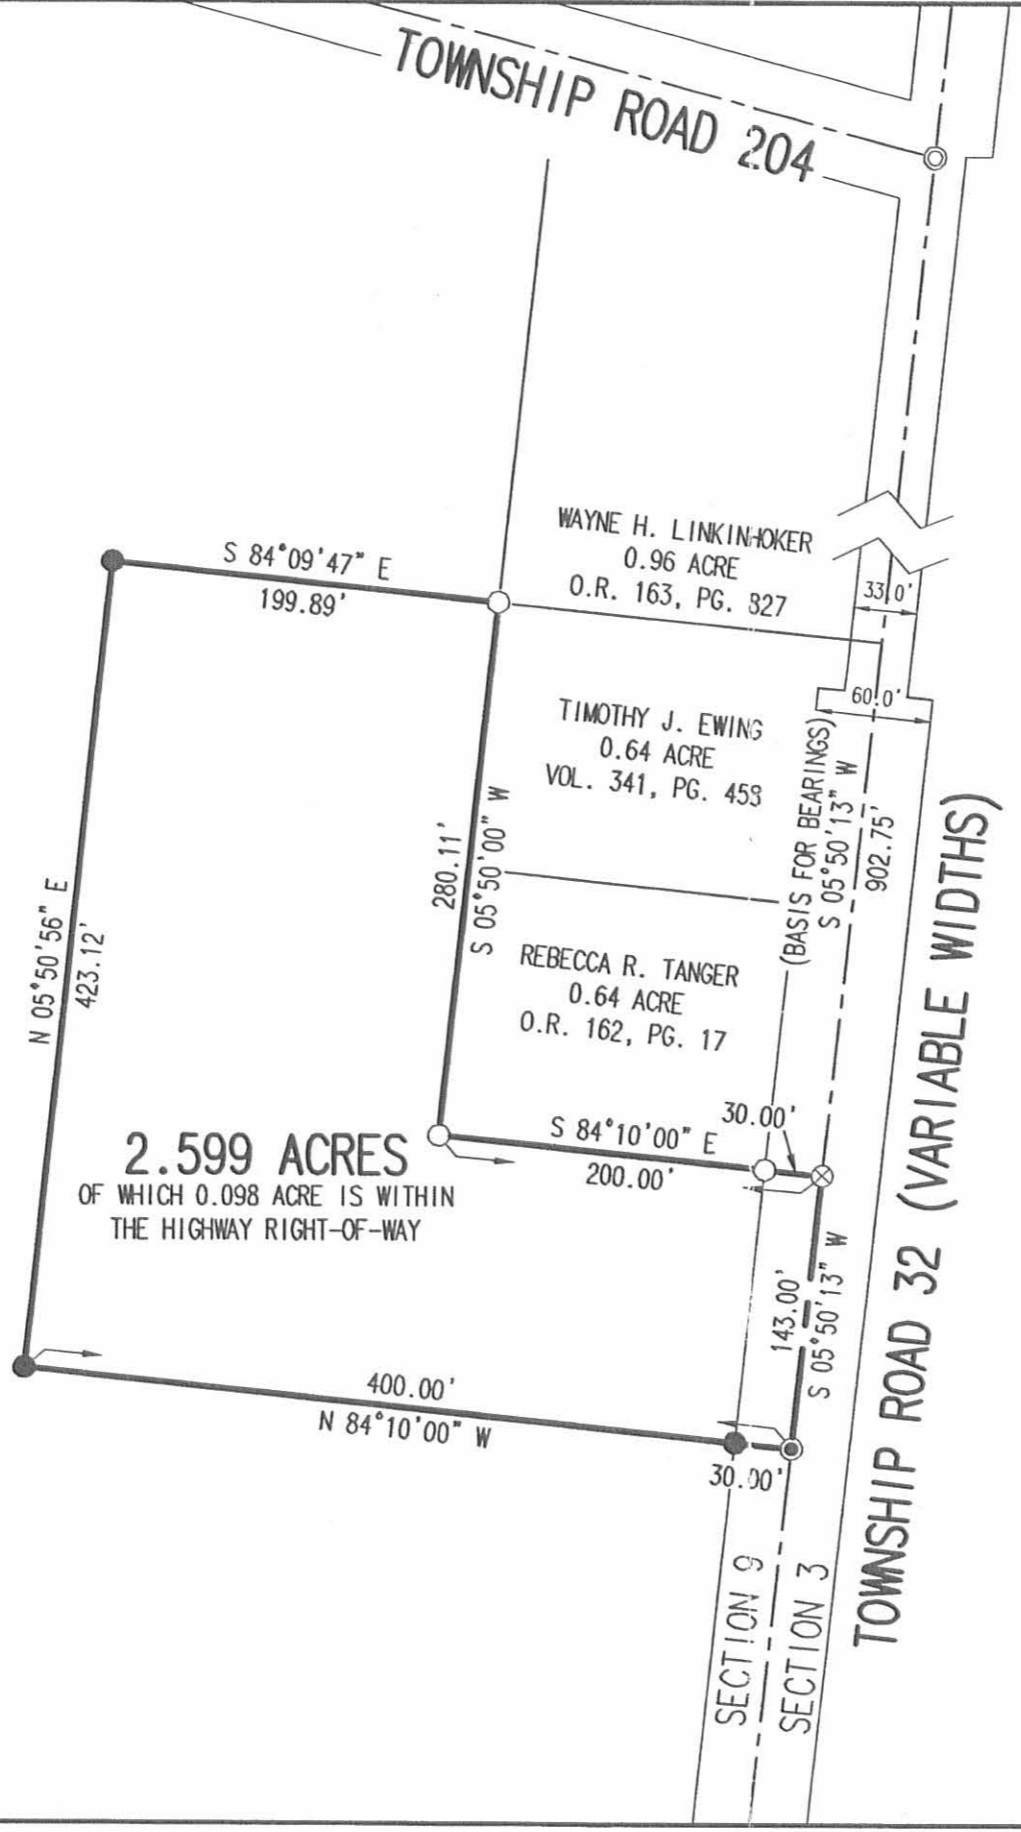 TOWNSHIP ROAD 204
WAYNE H. LINKINHOKER
0.96 ACRE
O.R. 163, PG. 827
33.0'
S 84°09'47" E
199.89'
60.0'
TIMOTHY J. EWING
0.64 ACRE
VOL. 341, PG. 458
(BASIS FOR BEARINGS)
S 05°50'13" W
902.75'
280.11'
S 05°50'00" W
N 05°50'56" E
423.12'
REBECCA R. TANGER
0.64 ACRE
O.R. 162, PG. 17
30.00'
S 84°10'00" E
200.00'
2.599 ACRES
OF WHICH 0.098 ACRE IS WITHIN
THE HIGHWAY RIGHT-OF-WAY
143.00'
S 05°50'13" W
400.00'
N 84°10'00" W
30.00'
SECTION 9
SECTION 3
TOWNSHIP ROAD 32 (VARIABLE WIDTHS)